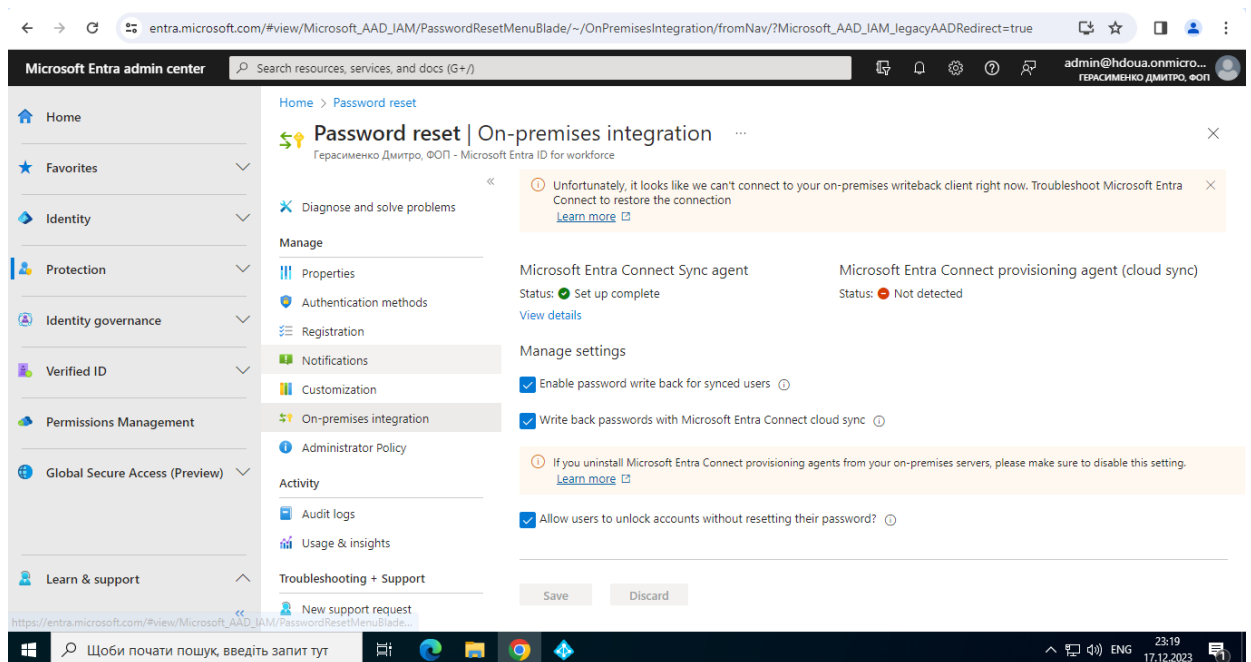 entra.microsoft.com/#view/Microsoft_AAD_IAM/PasswordResetMenuBlade/~/OnPremisesIntegration/fromNav/?Microsoft_AAD_IAM_legacyAADRedirect=true
Microsoft Entra admin center
Search resources, services, and docs (G+/)
admin@hdoua.onmicro...
ГЕРАСИМЕНКО ДМИТРО, ФОП
Home
Favorites
Identity
Protection
Identity governance
Verified ID
Permissions Management
Global Secure Access (Preview)
Learn & support
Home > Password reset
Password reset | On-premises integration ...
Герасименко Дмитро, ФОП - Microsoft Entra ID for workforce
Diagnose and solve problems
Manage
Properties
Authentication methods
Registration
Notifications
Customization
On-premises integration
Administrator Policy
Activity
Audit logs
Usage & insights
Troubleshooting + Support
New support request
Unfortunately, it looks like we can't connect to your on-premises writeback client right now. Troubleshoot Microsoft Entra
Connect to restore the connection
Learn more
Microsoft Entra Connect Sync agent
Status: Set up complete
View details
Microsoft Entra Connect provisioning agent (cloud sync)
Status: Not detected
Manage settings
Enable password write back for synced users
Write back passwords with Microsoft Entra Connect cloud sync
If you uninstall Microsoft Entra Connect provisioning agents from your on-premises servers, please make sure to disable this setting.
Learn more
Allow users to unlock accounts without resetting their password?
Save
Discard
https://entra.microsoft.com/#view/Microsoft_AAD_IAM/PasswordResetMenuBlade...
Щоби почати пошук, введіть запит тут
ENG
23:19
17.12.2023
1